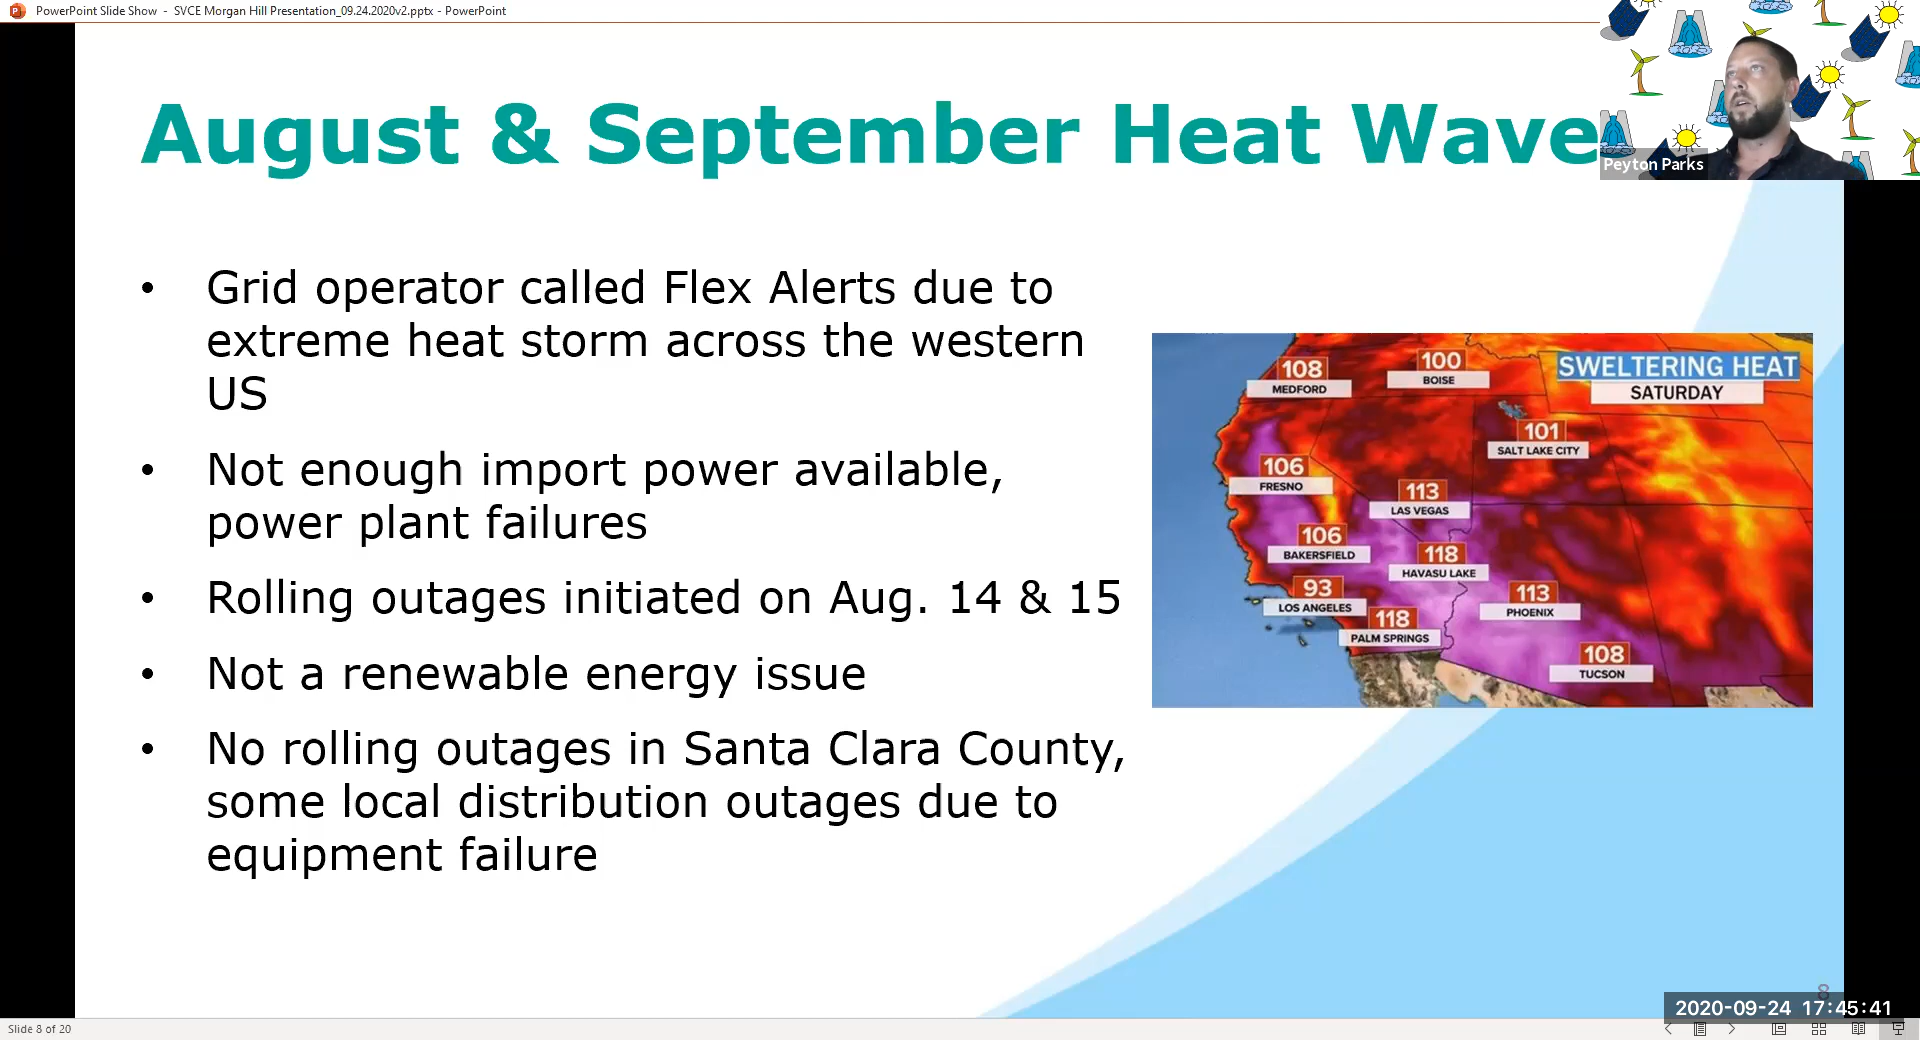 PowerPoint Slide Show - SVCE Morgan Hill Presentation_09.24.2020v2.pptx - PowerPoint
August & September Heat Wave
Peyton Parks
• Grid operator called Flex Alerts due to
extreme heat storm across the western
US
• Not enough import power available,
power plant failures
• Rolling outages initiated on Aug. 14 & 15
• Not a renewable energy issue
• No rolling outages in Santa Clara County,
some local distribution outages due to
equipment failure
SWELTERING HEAT
SATURDAY
108
MEDFORD
100
BOISE
101
SALT LAKE CITY
106
FRESNO
113
LAS VEGAS
106
BAKERSFIELD
118
HAVASU LAKE
93
LOS ANGELES
118
PALM SPRINGS
113
PHOENIX
108
TUCSON
8
2020-09-24 17:45:41
Slide 8 of 20